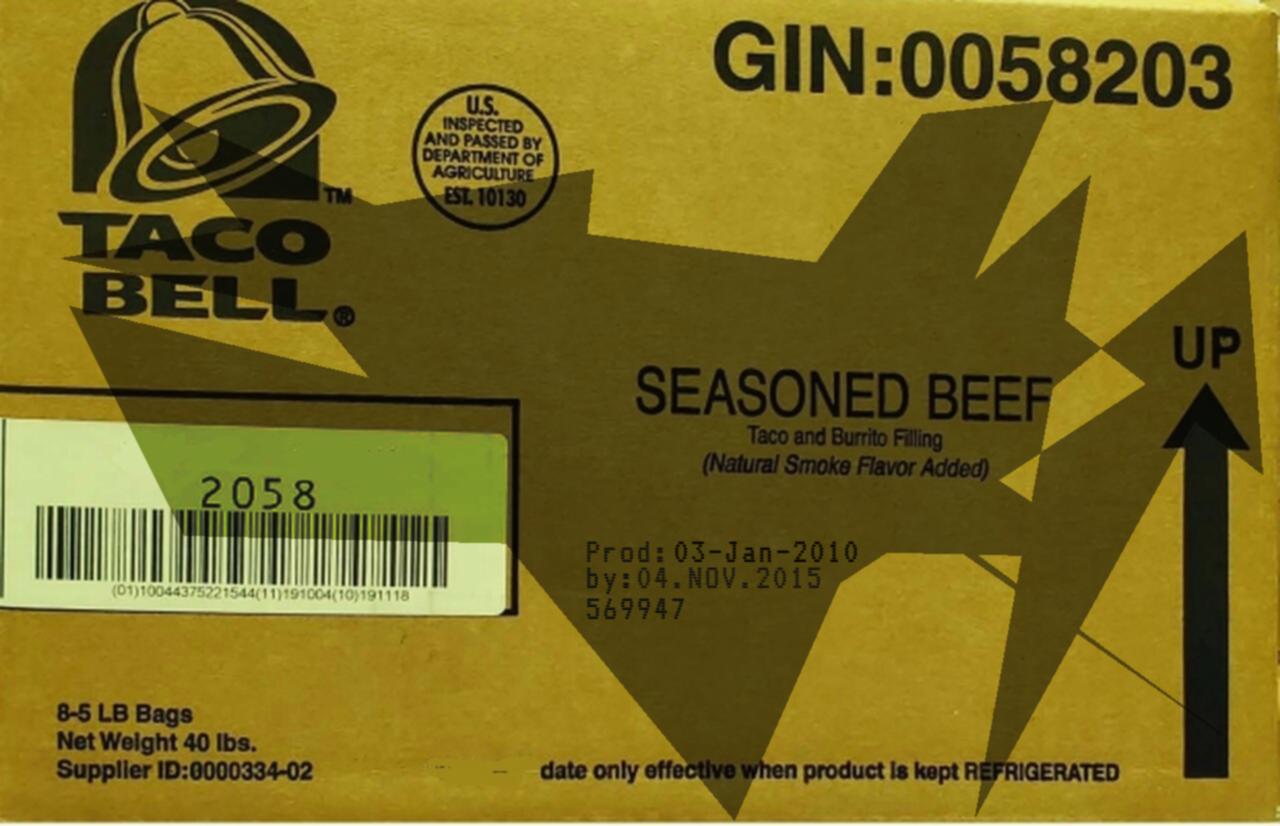 GIN:0058203
U.S.
INSPECTED
AND PASSED BY
DEPARTMENT OF
AGRICULTURE
EST. 10130
TM
TACO
BELL®
UP
SEASONED BEEF
Taco and Burrito Filling
(Natural Smoke Flavor Added)
2058
(01)10044375221544(11)191004(10)191118
Prod:03-Jan-2010
by:04.NOV.2015
569947
8-5 LB Bags
Net Weight 40 lbs.
Supplier ID:0000334-02
date only effective when product is kept REFRIGERATED